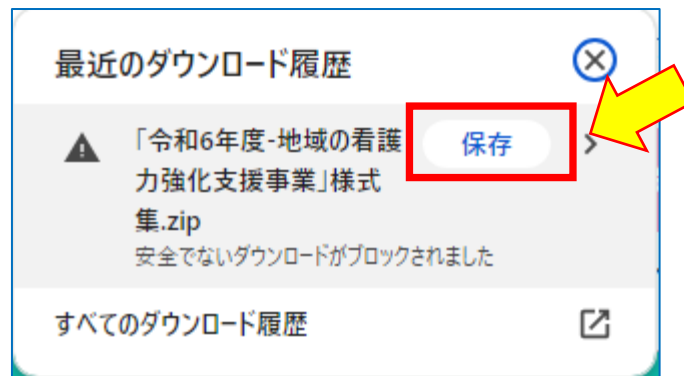 最近のダウンロード履歴
「令和6年度-地域の看護
保存
力強化支援事業」様式
集.zip
安全でないダウンロードがブロックされました
すべてのダウンロード履歴